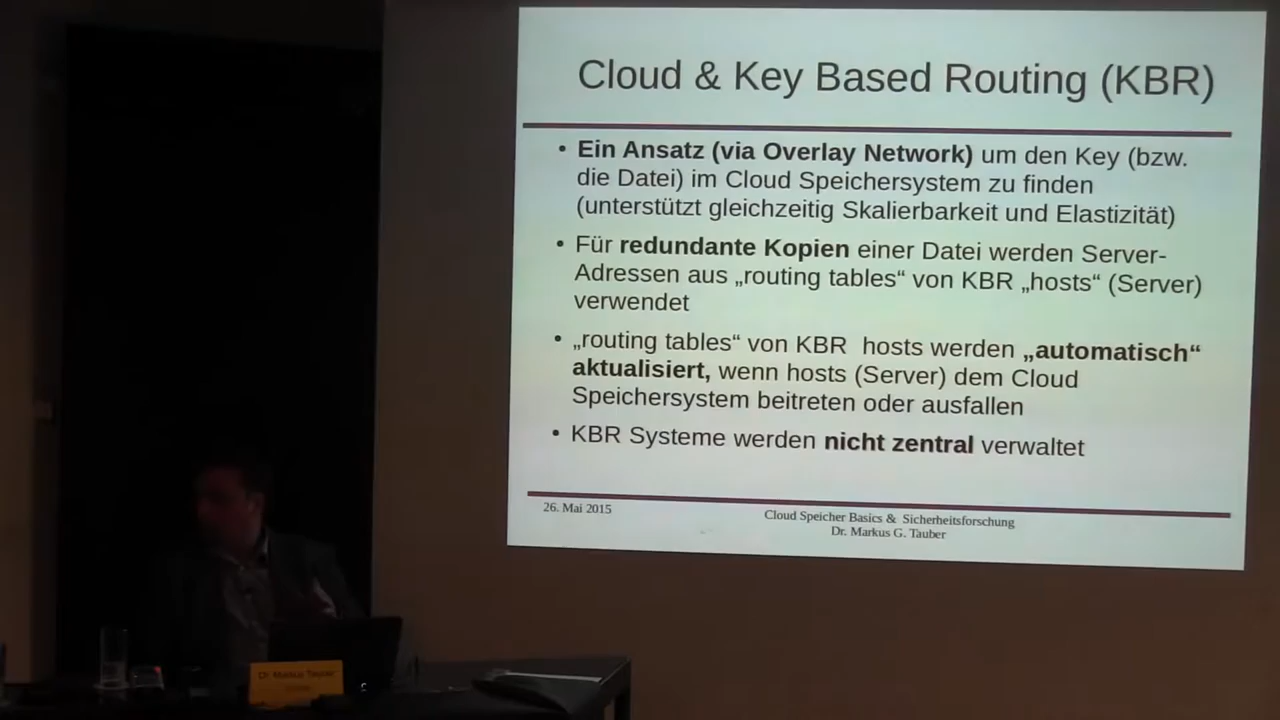 Cloud & Key Based Routing (KBR)
• Ein Ansatz (via Overlay Network) um den Key (bzw.
die Datei) im Cloud Speichersystem zu finden
(unterstützt gleichzeitig Skalierbarkeit und Elastizität)
• Für redundante Kopien einer Datei werden Server-
Adressen aus „routing tables“ von KBR „hosts“ (Server)
verwendet
• „routing tables“ von KBR hosts werden „automatisch“
aktualisiert, wenn hosts (Server) dem Cloud
Speichersystem beitreten oder ausfallen
• KBR Systeme werden nicht zentral verwaltet
26. Mai 2015
Cloud Speicher Basics & Sicherheitsforschung
Dr. Markus G. Tauber
Dr. Markus Tauber